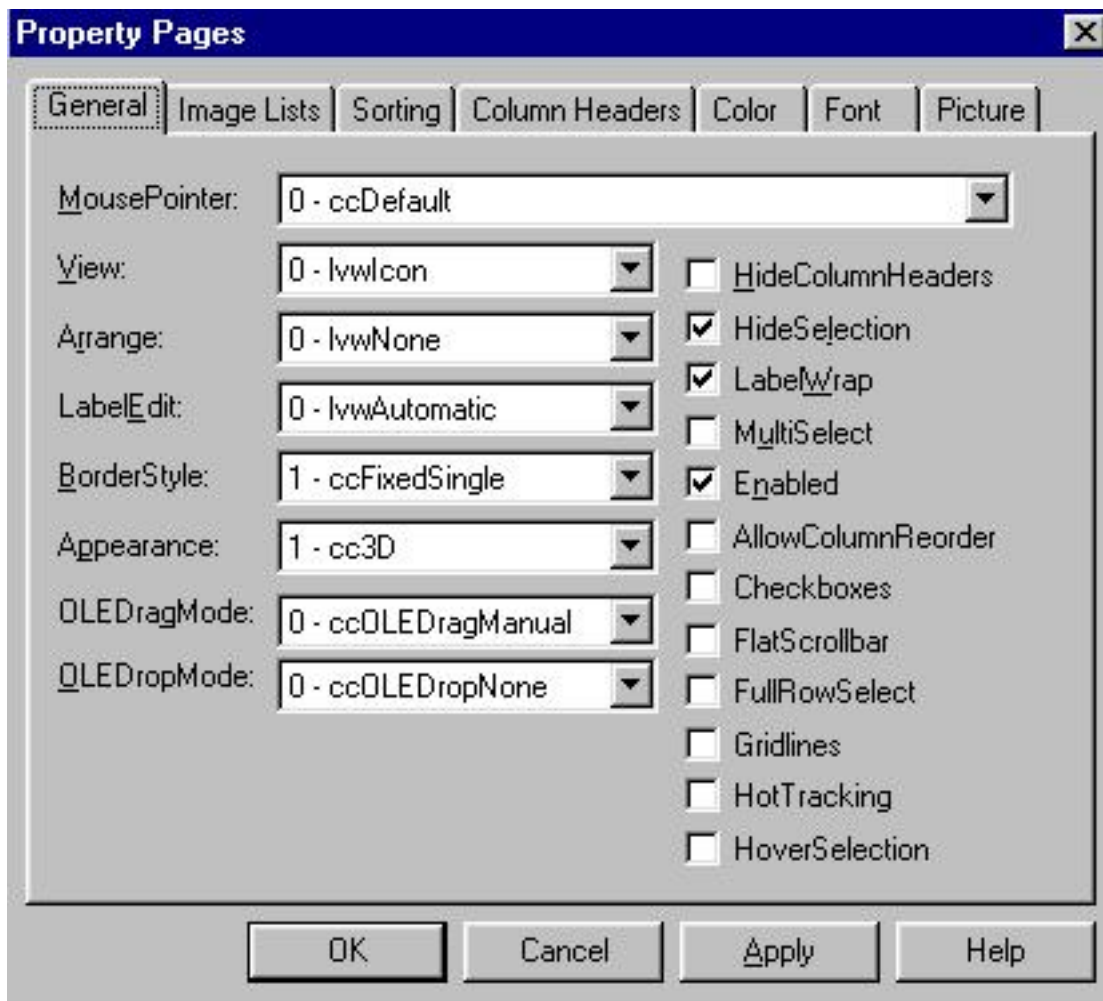 Property Pages
General Image Lists Sorting Column Headers Color Font Picture
MousePointer: 0 - ccDefault
View: 0 - lvwIcon
HideColumnHeaders
Arrange: 0 - lvwNone
HideSelection
LabelWrap
LabelEdit: 0 - lvwAutomatic
MultiSelect
BorderStyle: 1 - ccFixedSingle
Enabled
Appearance: 1 - cc3D
AllowColumnReorder
Checkboxes
OLEDragMode: 0 - ccOLEDragManual
FlatScrollbar
OLEDropMode: 0 - ccOLEDropNone
FullRowSelect
Gridlines
HotTracking
HoverSelection
OK Cancel Apply Help